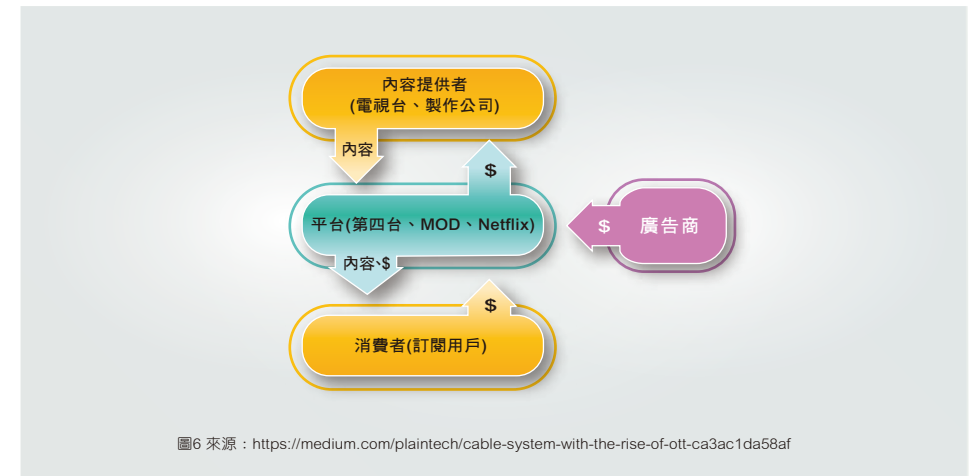 內容提供者
(電視台、製作公司)
內容
$
平台(第四台、MOD、Netflix)
$ 廣告商
內容、$
$
消費者(訂閱用戶)
圖6 來源：https://medium.com/plaintech/cable-system-with-the-rise-of-ott-ca3ac1da58af